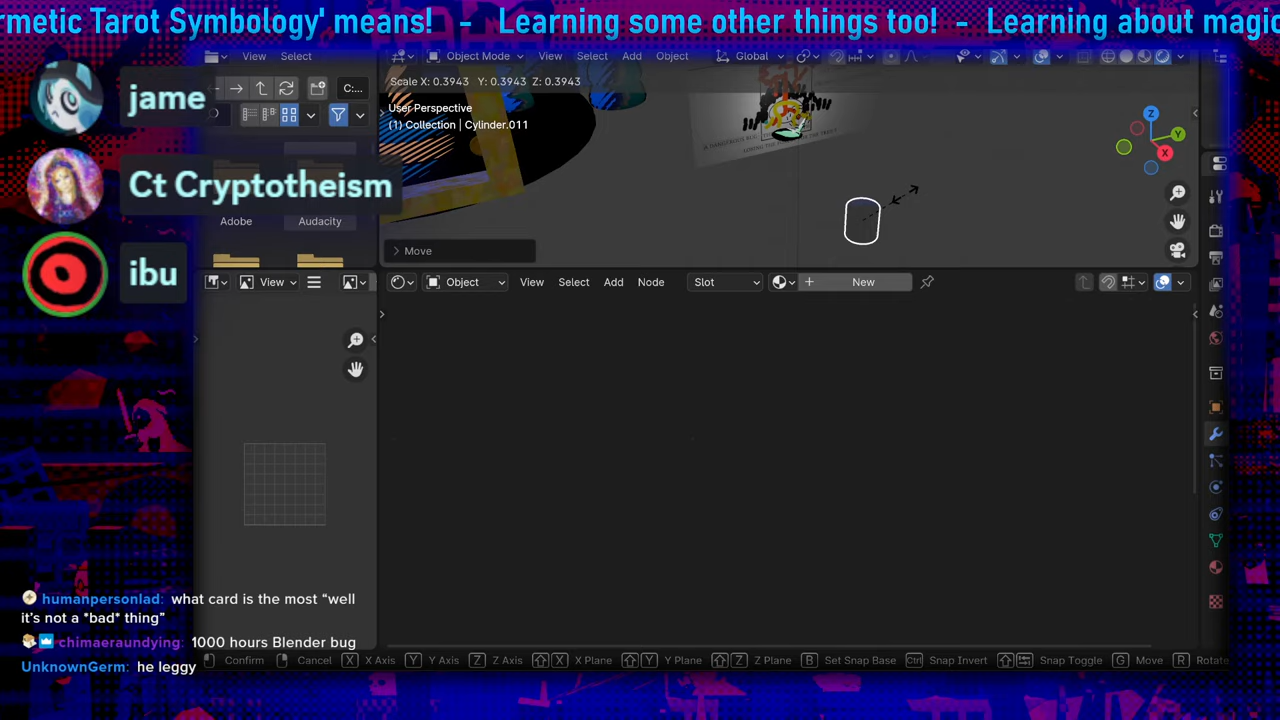 rmetic Tarot Symbology' means!   -   Learning some other things too!  -  Learning about magic
jame
Ct Cryptotheism
ibu
View Select
C:...
Adobe Audacity
Object Mode View Select Add Object Global
Scale X: 0.3943   Y: 0.3943   Z: 0.3943
User Perspective
(1) Collection | Cylinder.011
Z
Y
X
Move
View
Object View Select Add Node Slot New
humanpersonlad: what card is the most “well
it’s not a *bad* thing”
chimaeraundying: 1000 hours Blender bug
UnknownGerm: he leggy
Confirm Cancel X X Axis Y Y Axis Z Z Axis X X Plane Y Y Plane Z Z Plane B Set Snap Base Ctrl Snap Invert Snap Toggle G Move R Rotate